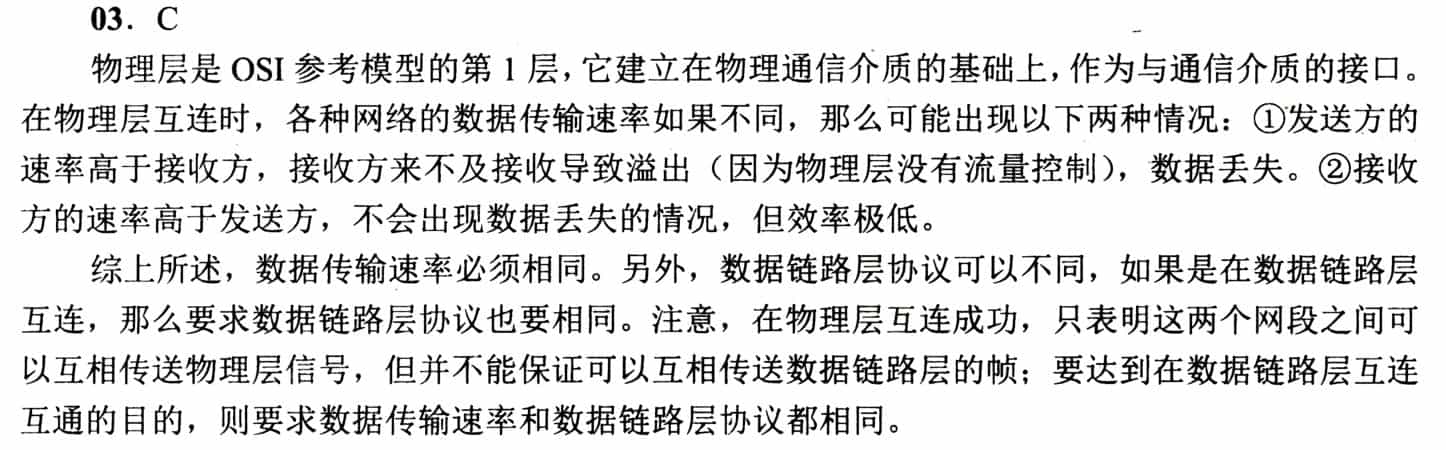 03. C
物理层是 OSI 参考模型的第 1 层，它建立在物理通信介质的基础上，作为与通信介质的接口。
在物理层互连时，各种网络的数据传输速率如果不同，那么可能出现以下两种情况：①发送方的
速率高于接收方，接收方来不及接收导致溢出（因为物理层没有流量控制），数据丢失。②接收
方的速率高于发送方，不会出现数据丢失的情况，但效率极低。
综上所述，数据传输速率必须相同。另外，数据链路层协议可以不同，如果是在数据链路层
互连，那么要求数据链路层协议也要相同。注意，在物理层互连成功，只表明这两个网段之间可
以互相传送物理层信号，但并不能保证可以互相传送数据链路层的帧；要达到在数据链路层互连
互通的目的，则要求数据传输速率和数据链路层协议都相同。